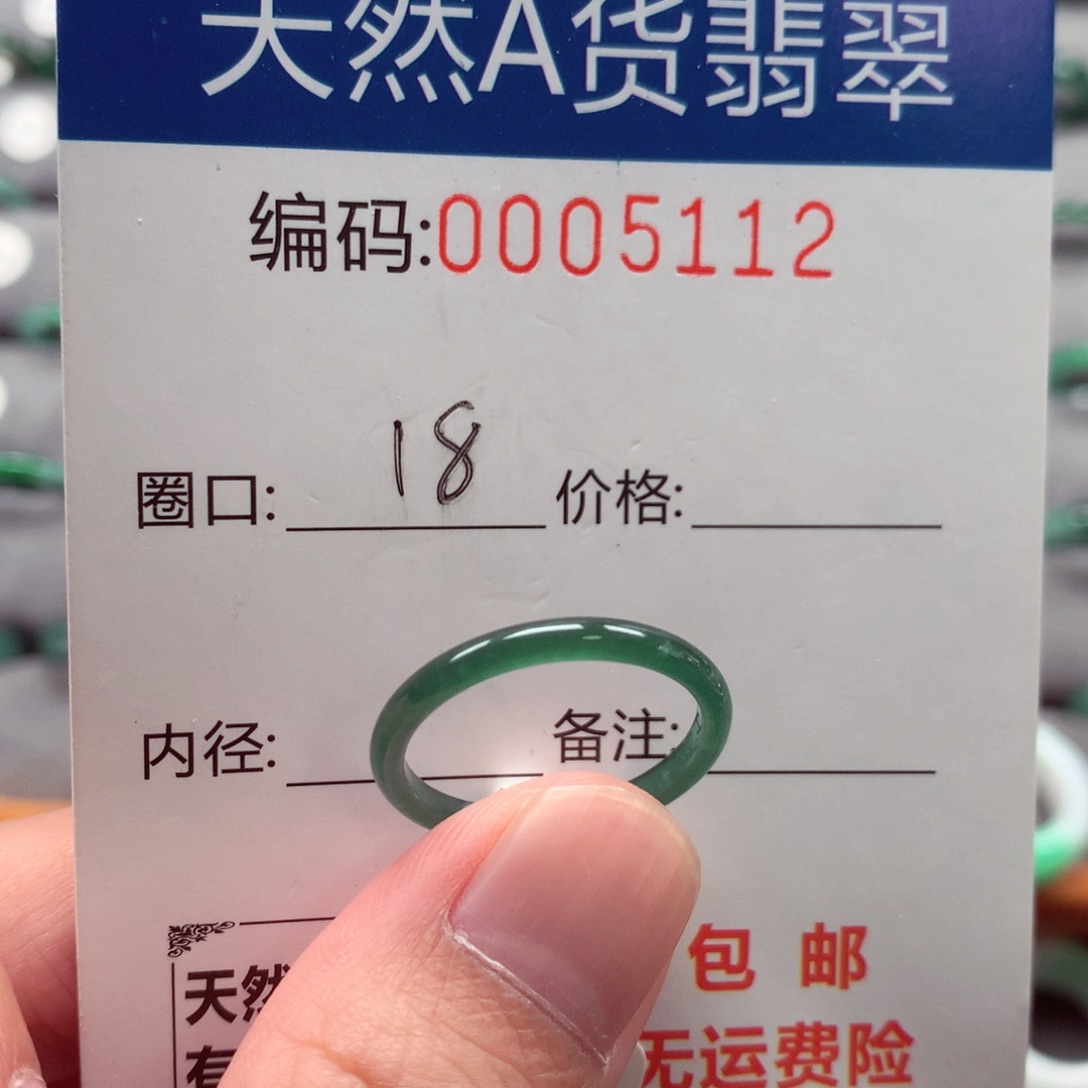 天然A货翡翠
编码:0005112
圈口: 18 价格:
内径: 备注:
天然
有
包邮
无运费险